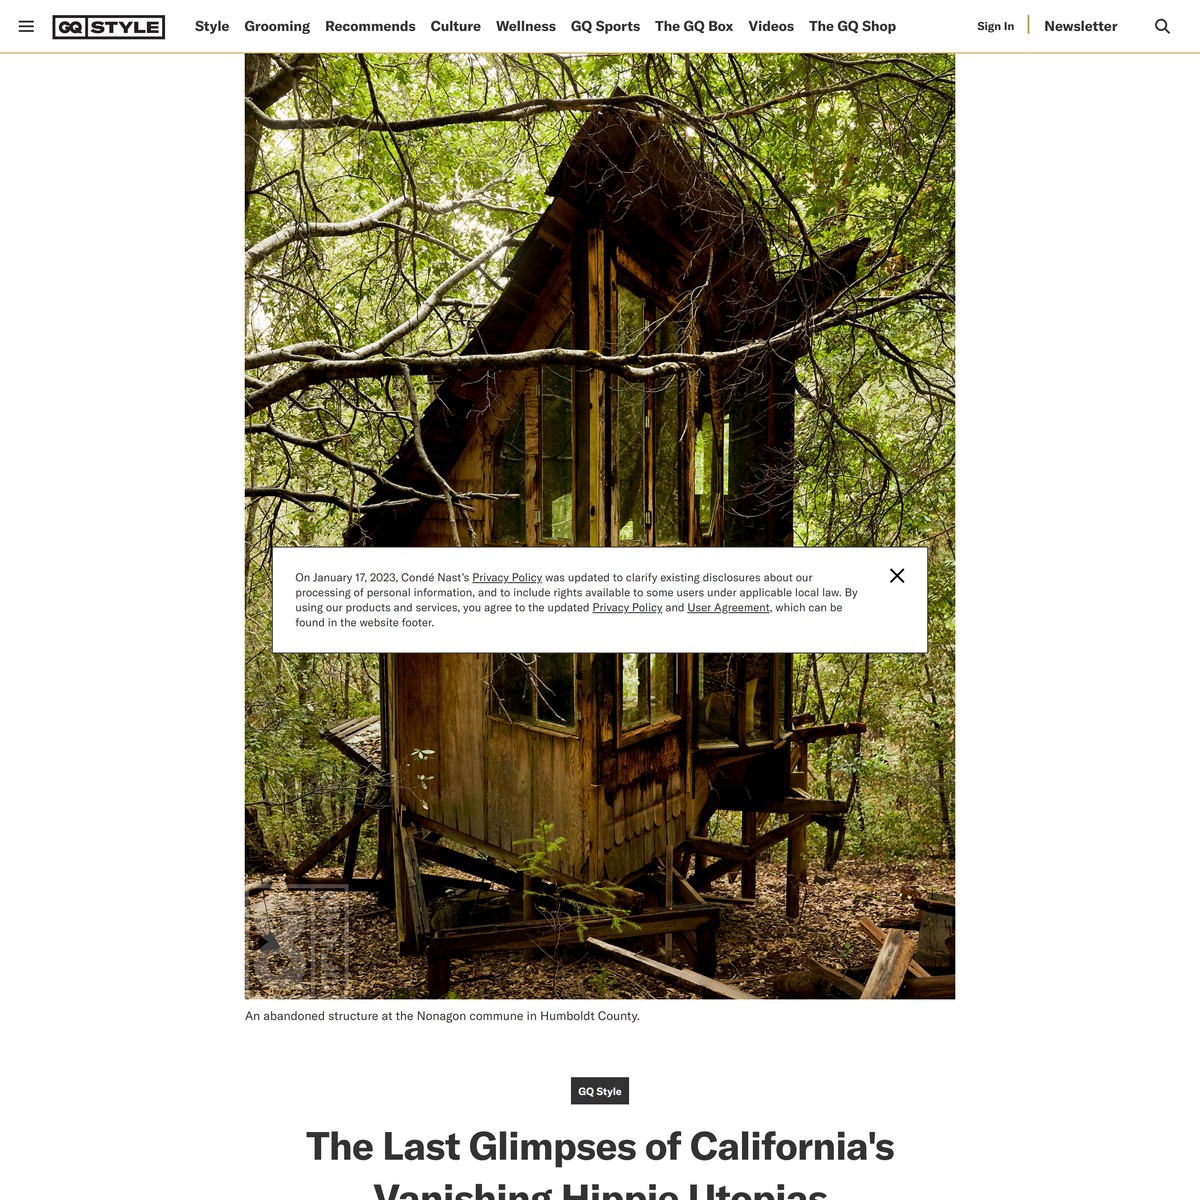 GQ STYLE Style Grooming Recommends Culture Wellness GQ Sports The GQ Box Videos The GQ Shop Sign In Newsletter
On January 17, 2023, Condé Nast's Privacy Policy was updated to clarify existing disclosures about our
processing of personal information, and to include rights available to some users under applicable local law. By
using our products and services, you agree to the updated Privacy Policy and User Agreement, which can be
found in the website footer.
An abandoned structure at the Nonagon commune in Humboldt County.
GQ Style
The Last Glimpses of California's
Vanishing Hippie Utopias